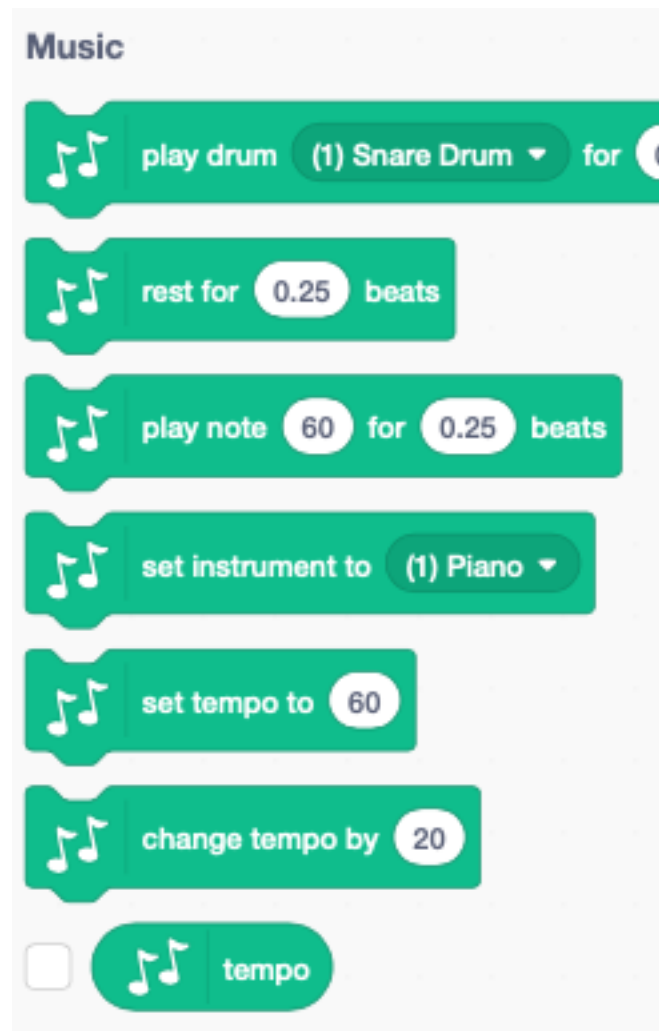 Music
play drum (1) Snare Drum for
rest for 0.25 beats
play note 60 for 0.25 beats
set instrument to (1) Piano
set tempo to 60
change tempo by 20
tempo